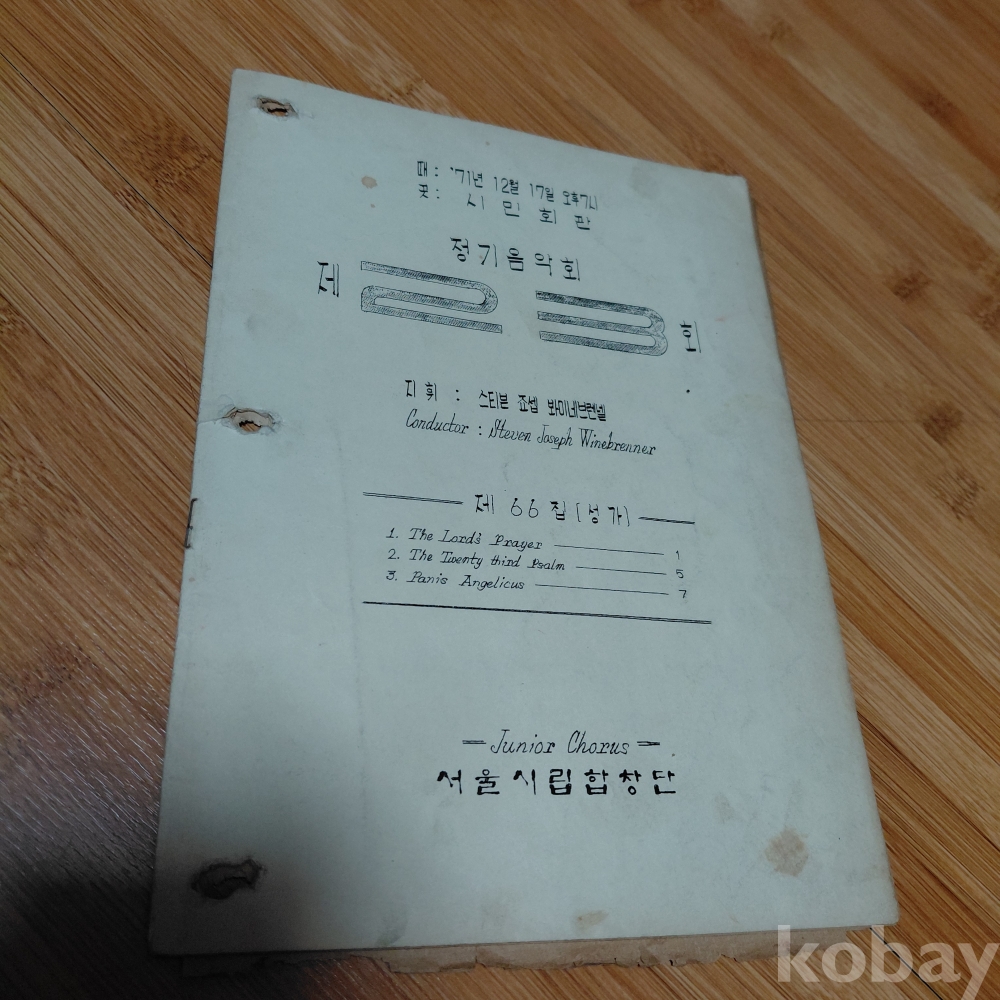 때 : '71년 12월 17일 오후7시
곳 : 시 민 회 관
정기음악회
제 23 회
지 휘 : 스티븐 죠셉 와이네브렌넬
Conductor : Steven Joseph Winebrenner
제 66 집 [성가]
1. The Lord's Prayer 1
2. The Twenty third Psalm 5
3. Panis Angelicus 7
Junior Chorus
서울시립합창단
kobay